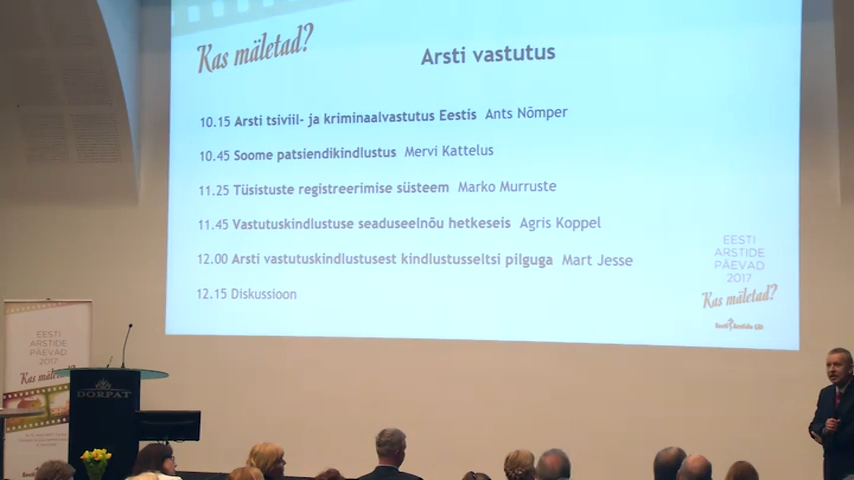 Kas mäletad?
Arsti vastutus
10.15 Arsti tsiviil- ja kriminaalvastutus Eestis Ants Nõmper
10.45 Soome patsiendikindlustus Mervi Kattelus
11.25 Tüsistuste registreerimise süsteem Marko Murruste
11.45 Vastutuskindlustuse seaduseelnõu hetkeseis Agris Koppel
12.00 Arsti vastutuskindlustusest kindlustusseltsi pilguga Mart Jesse
12.15 Diskussioon
EESTI
ARSTIDE
PÄEVAD
2017
Kas mäletad?
Eesti Arstide Liit
EESTI
ARSTIDE
PÄEVAD
2017
Kas mäletad?
DORPAT